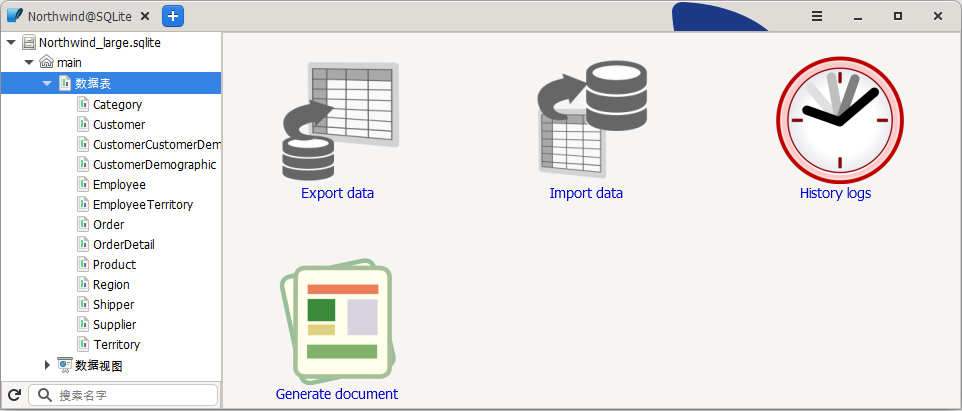 Northwind@SQLite
Northwind_large.sqlite
main
数据表
Category
Customer
CustomerCustomerDem
CustomerDemographic
Employee
EmployeeTerritory
Order
OrderDetail
Product
Region
Shipper
Supplier
Territory
数据视图
搜索名字
Export data
Import data
History logs
Generate document